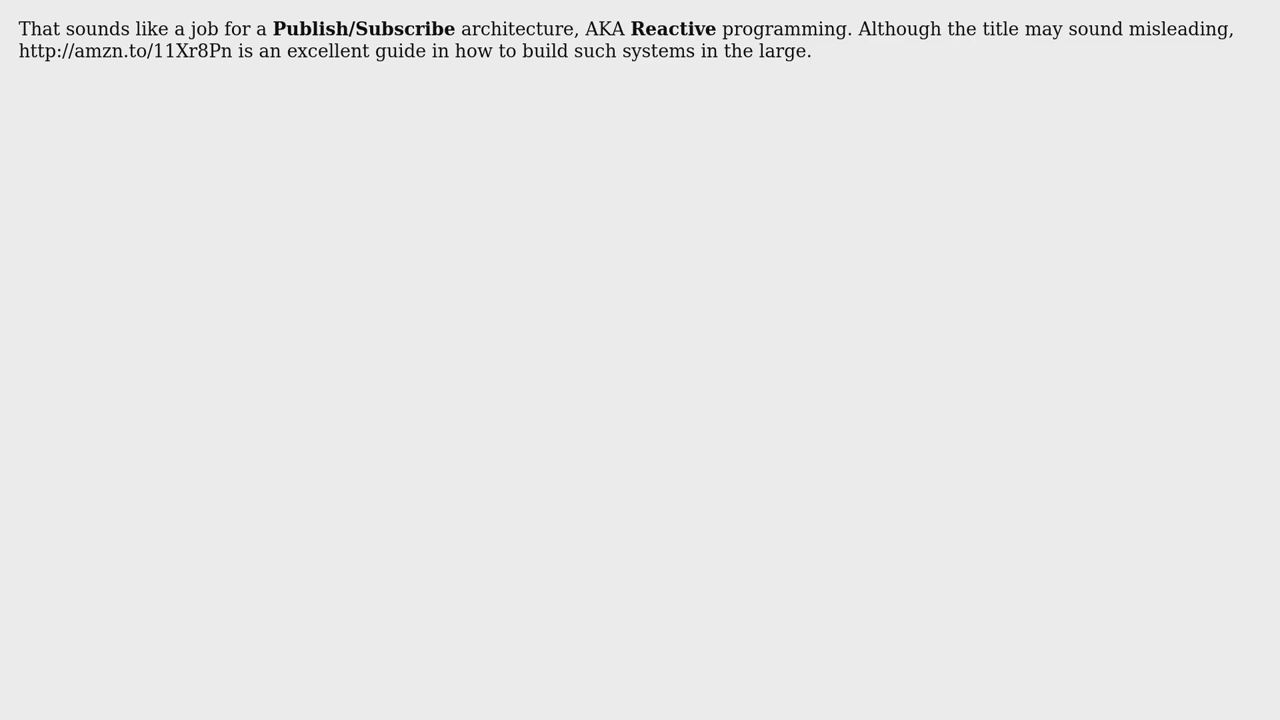 That sounds like a job for a Publish/Subscribe architecture, AKA Reactive programming. Although the title may sound misleading,
http://amzn.to/11Xr8Pn is an excellent guide in how to build such systems in the large.